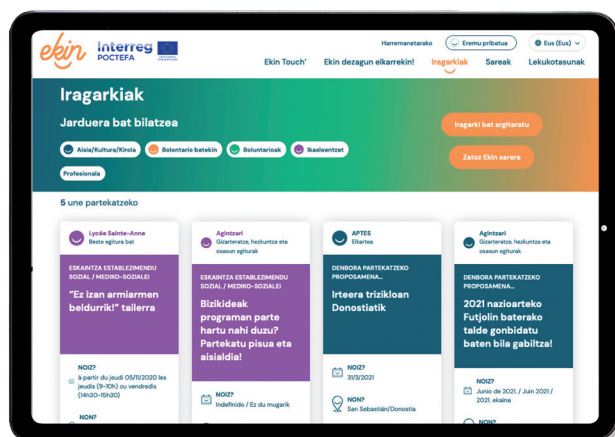 ekin
Interreg
POCTEFA
Harremanetarako
Eremu pribatua
Eus (Eus)
Ekin Touch'
Ekin dezagun elkarrekin!
Iragarkiak
Sareak
Lekukotasunak
Iragarkiak
Jarduera bat bilatzea
Iragarki bat argitaratu
Zatoz Ekin sarera
Aisia/Kultura/Kirola
Bolontario batekin
Boluntarioak
Ikasleentzat
Profesionala
5 une partekatzeko
Lycée Sainte-Anne
Beste egitura bat
ESKAINTZA ESTABLEZIMENDU
SOZIAL / MEDIKO-SOZIALEI
"Ez izan armiarmen
beldurrik!" tailerra
NOIZ?
à partir du jeudi 05/11/2020 les
jeudis (9-10h) ou vendredis
(14h30-15h30)
NON?
Agintzari
Gizarteratze, hezkuntza eta
osasun egiturak
ESKAINTZA ESTABLEZIMENDU
SOZIAL / MEDIKO-SOZIALEI
Bizikideak
programan parte
hartu nahi duzu?
Partekatu pisua eta
aisialdia!
NOIZ?
Indefinido / Ez du mugarik
APTES
Elkartea
DENBORA PARTEKATZEKO
PROPOSAMENA...
Irteera trizikloan
Donostiatik
NOIZ?
31/3/2021
NON?
San Sebastián/Donostia
Agintzari
Gizarteratze, hezkuntza eta
osasun egiturak
DENBORA PARTEKATZEKO
PROPOSAMENA...
2021 nazioarteko
Futjolin baterako
talde gonbidatu
baten bila gabiltza!
NOIZ?
Junio de 2021. / Juin 2021 /
2021. ekaina
NON?